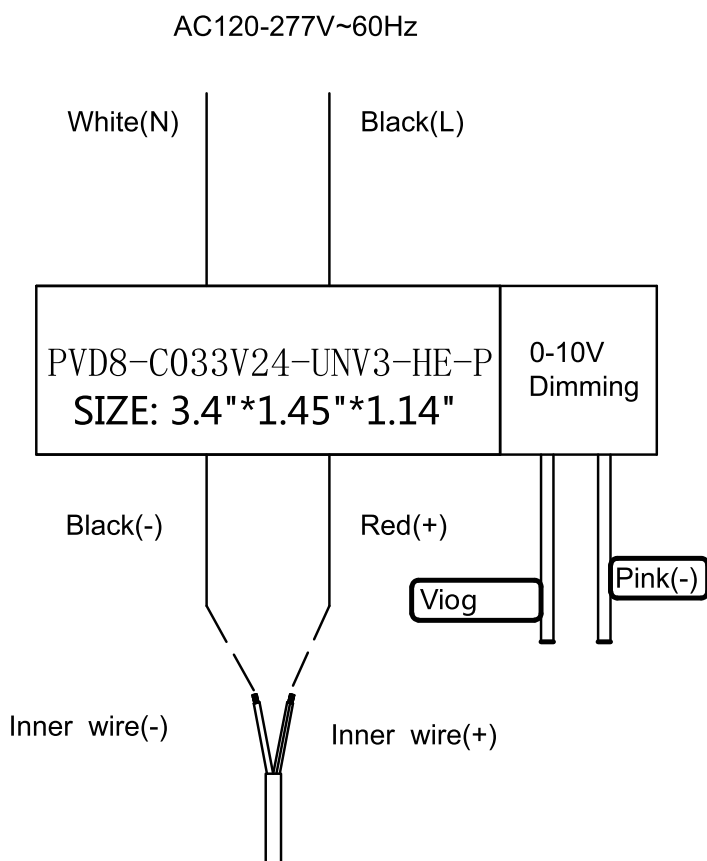 AC120-277V~60Hz
White(N)
Black(L)
PVD8-C033V24-UNV3-HE-P
SIZE: 3.4"*1.45"*1.14"
0-10V
Dimming
Black(-)
Red(+)
Viog
Pink(-)
Inner wire(-)
Inner wire(+)